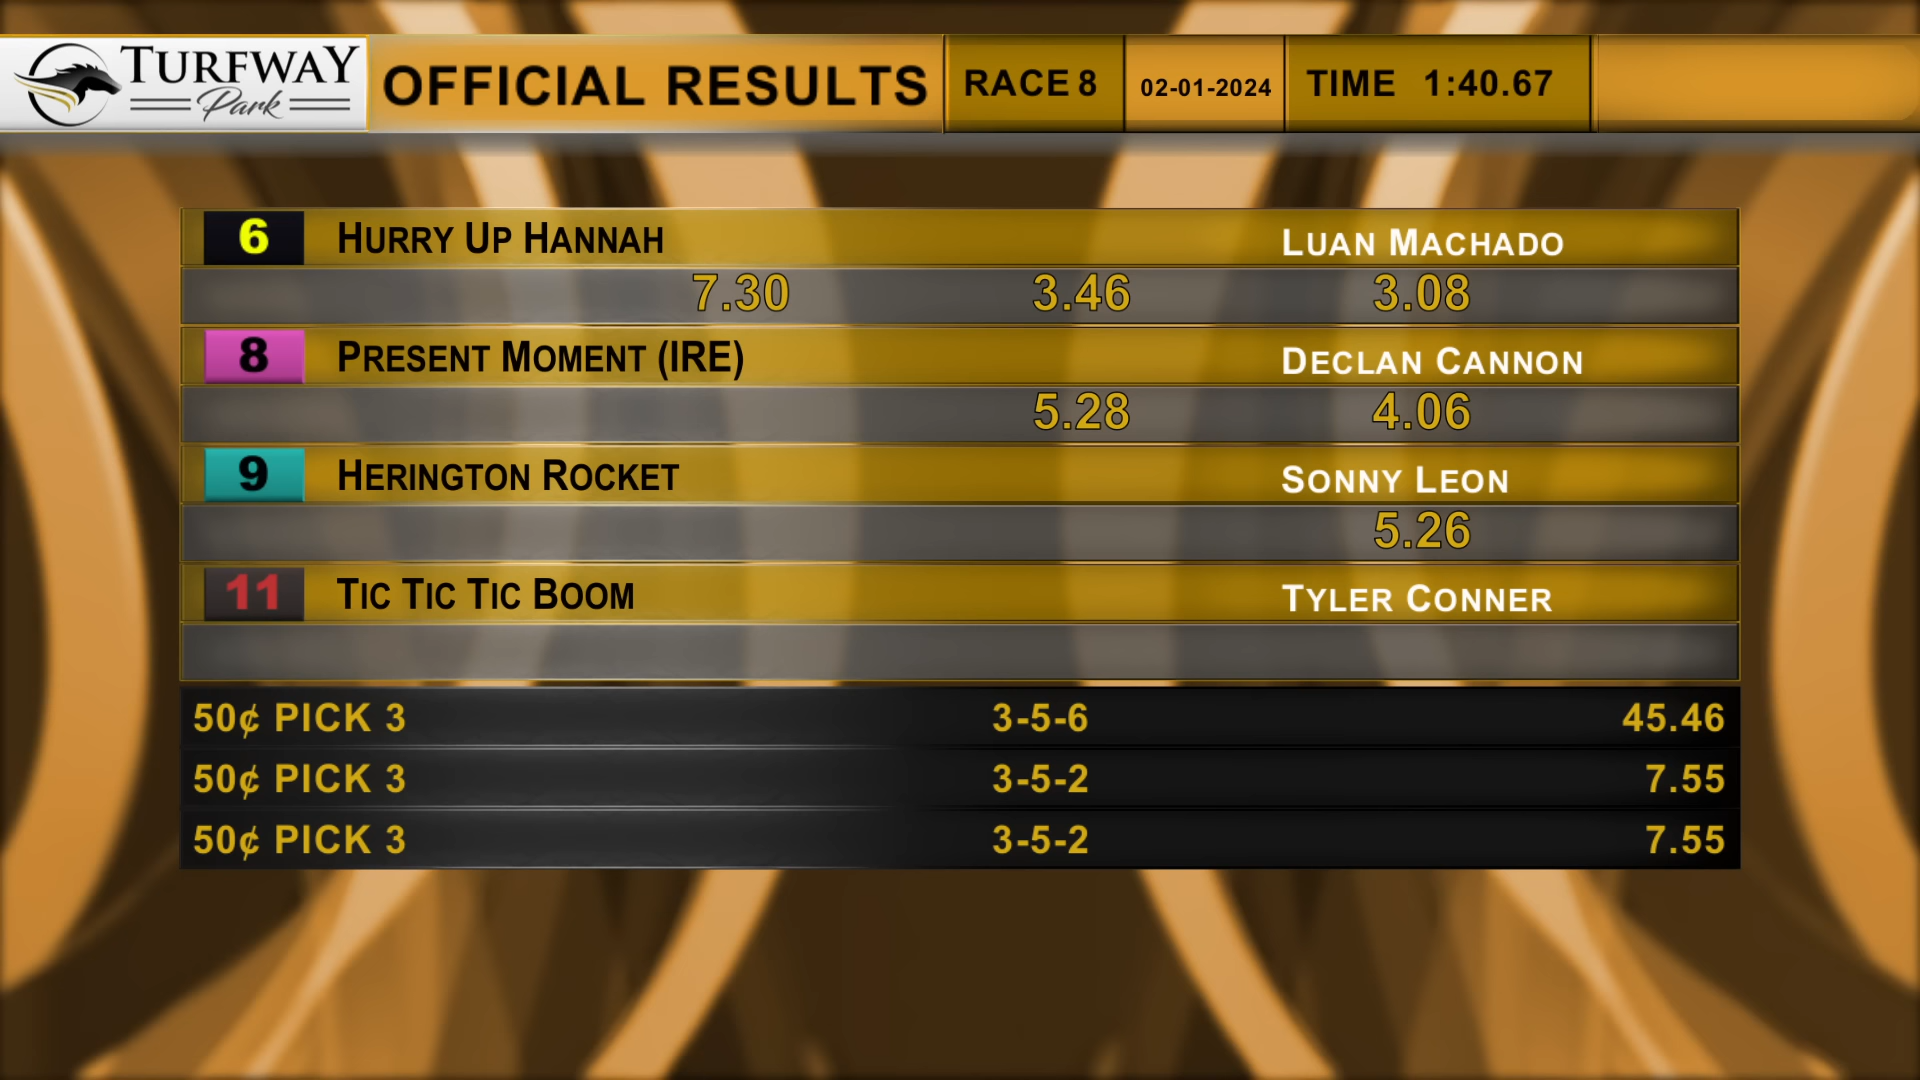 TURFWAY
Park
OFFICIAL RESULTS RACE 8 02-01-2024 TIME 1:40.67
6 HURRY UP HANNAH LUAN MACHADO
7.30 3.46 3.08
8 PRESENT MOMENT (IRE) DECLAN CANNON
5.28 4.06
9 HERINGTON ROCKET SONNY LEON
5.26
11 TIC TIC TIC BOOM TYLER CONNER
50¢ PICK 3 3-5-6 45.46
50¢ PICK 3 3-5-2 7.55
50¢ PICK 3 3-5-2 7.55